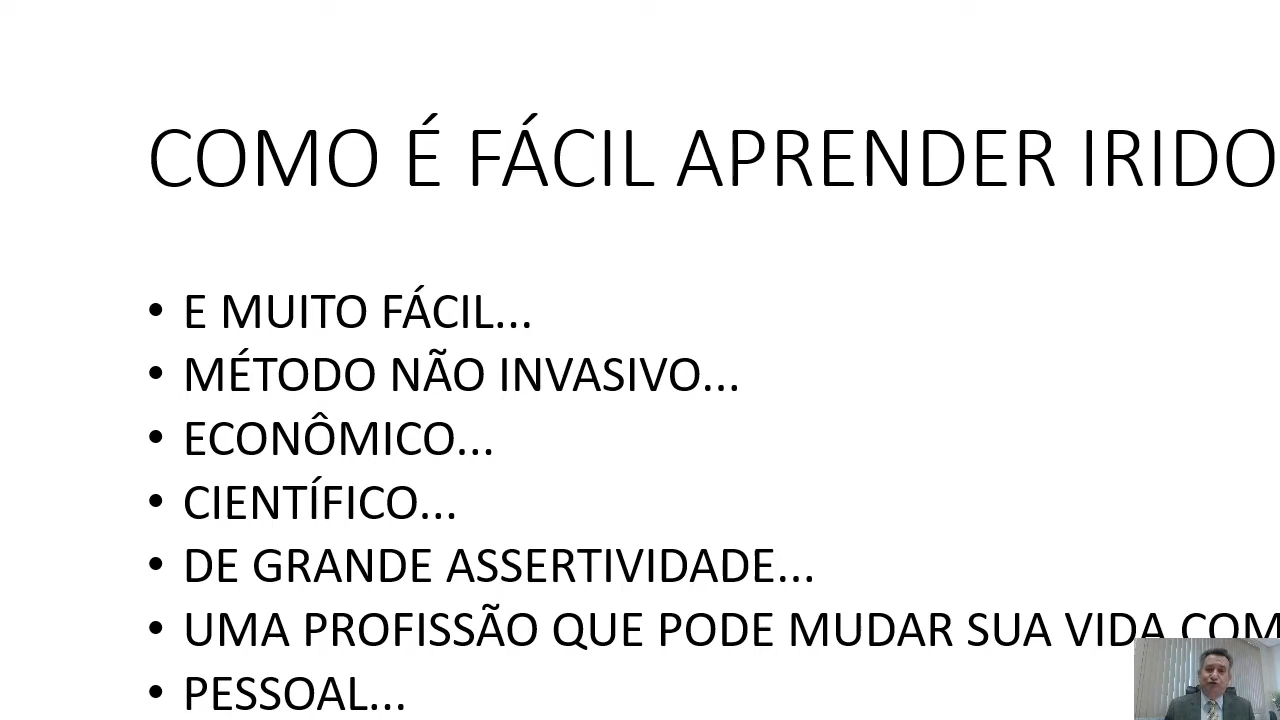 COMO É FÁCIL APRENDER IRIDO
• E MUITO FÁCIL...
• MÉTODO NÃO INVASIVO...
• ECONÔMICO...
• CIENTÍFICO...
• DE GRANDE ASSERTIVIDADE...
• UMA PROFISSÃO QUE PODE MUDAR SUA VIDA COM
• PESSOAL...